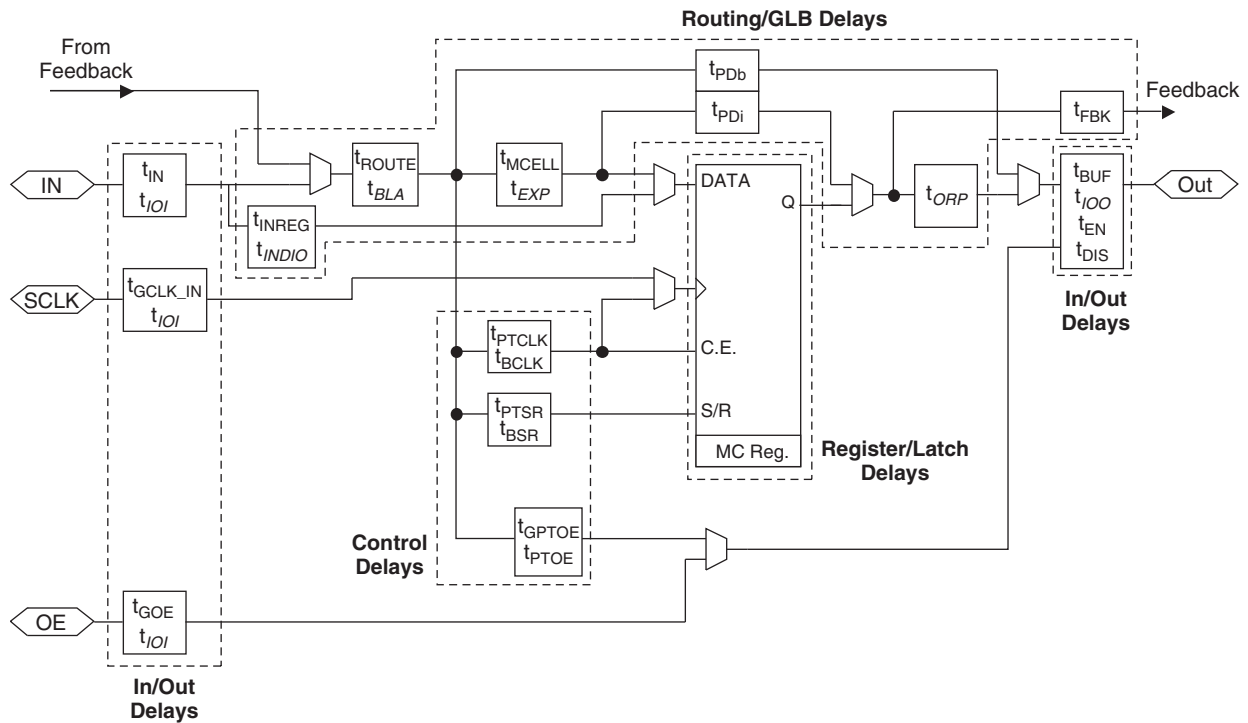 Routing/GLB Delays
From
Feedback
tPDb
tPDi
tFBK
Feedback
IN
tIN
tIOI
tROUTE
tBLA
tMCELL
tEXP
tINREG
tINDIO
DATA
Q
tORP
tBUF
tIOO
tEN
tDIS
Out
In/Out
Delays
SCLK
tGCLK_IN
tIOI
tPTCLK
tBCLK
C.E.
tPTSR
tBSR
S/R
MC Reg.
Register/Latch
Delays
Control
Delays
tGPTOE
tPTOE
OE
tGOE
tIOI
In/Out
Delays